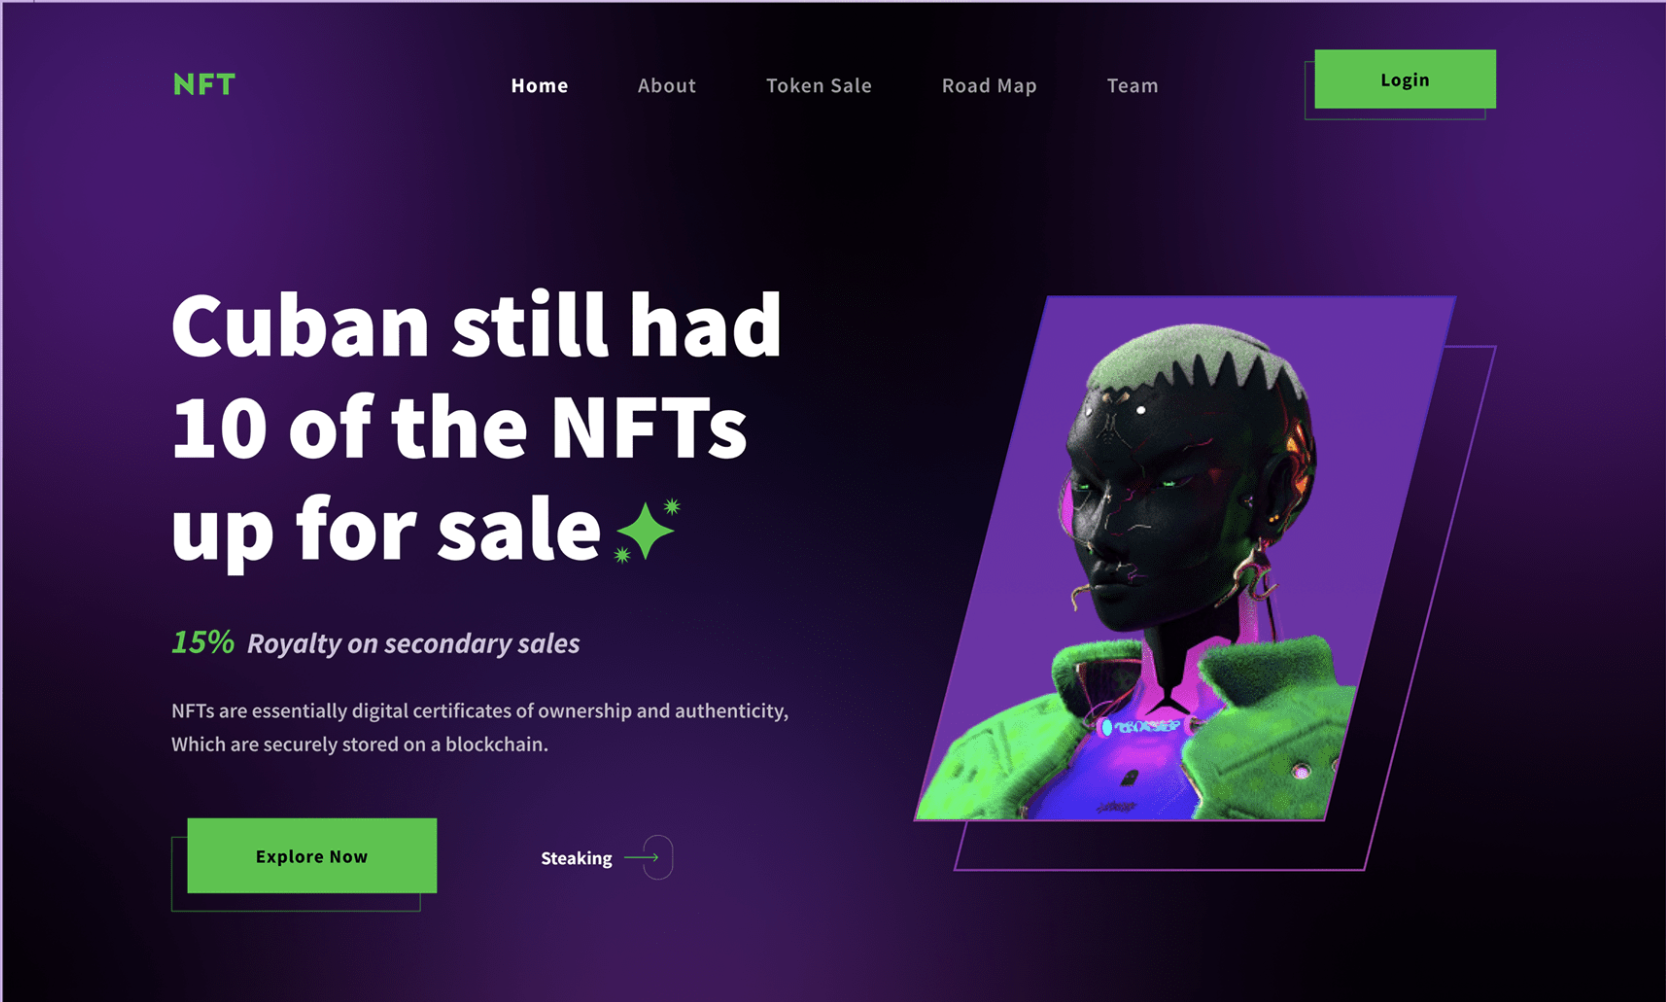 NFT
Home
About
Token Sale
Road Map
Team
Login
Cuban still had
10 of the NFTs
up for sale
15% Royalty on secondary sales
NFTs are essentially digital certificates of ownership and authenticity,
Which are securely stored on a blockchain.
Explore Now
Steaking